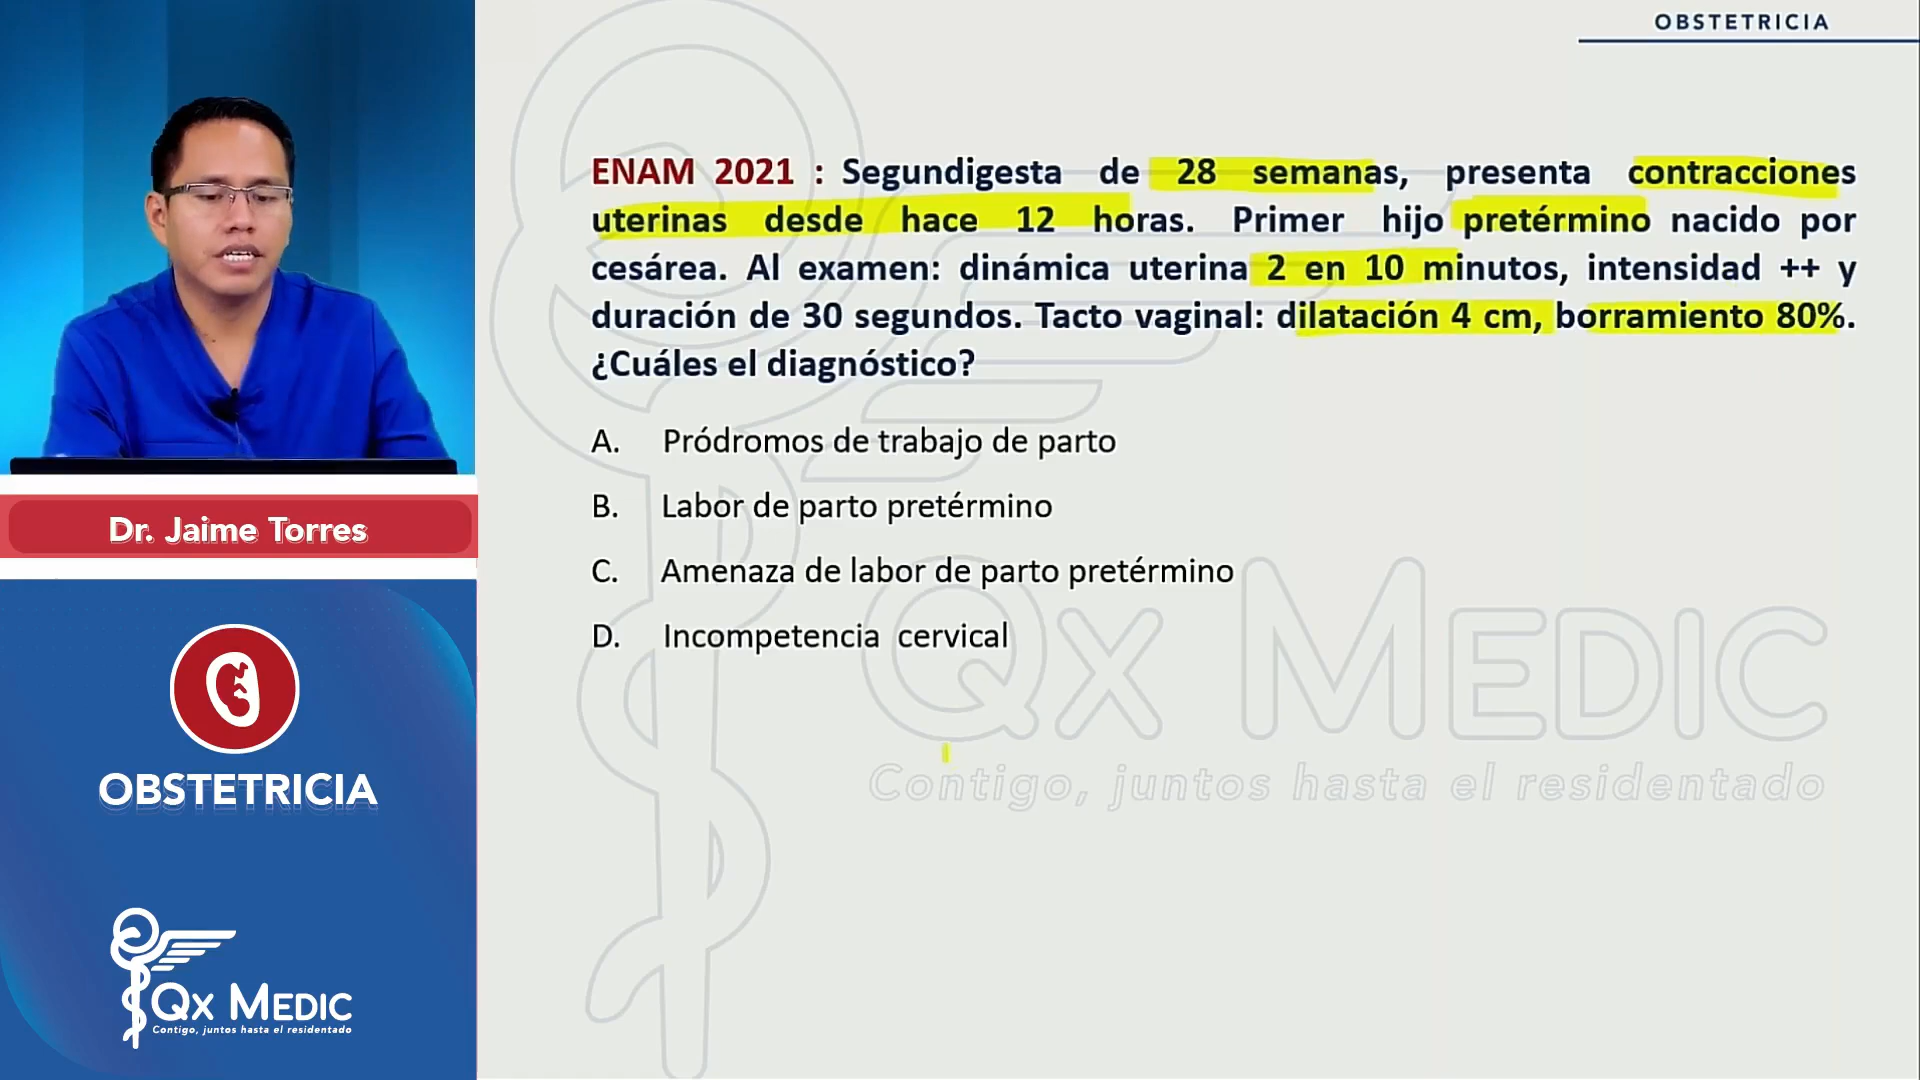 OBSTETRICIA
ENAM 2021 : Segundigesta de 28 semanas, presenta contracciones
uterinas desde hace 12 horas. Primer hijo pretérmino nacido por
cesárea. Al examen: dinámica uterina 2 en 10 minutos, intensidad ++ y
duración de 30 segundos. Tacto vaginal: dilatación 4 cm, borramiento 80%.
¿Cuáles el diagnóstico?
A. Pródromos de trabajo de parto
B. Labor de parto pretérmino
C. Amenaza de labor de parto pretérmino
D. Incompetencia cervical
QX MEDIC
Contigo, juntos hasta el residentado
Dr. Jaime Torres
OBSTETRICIA
QX MEDIC
Contigo, juntos hasta el residentado